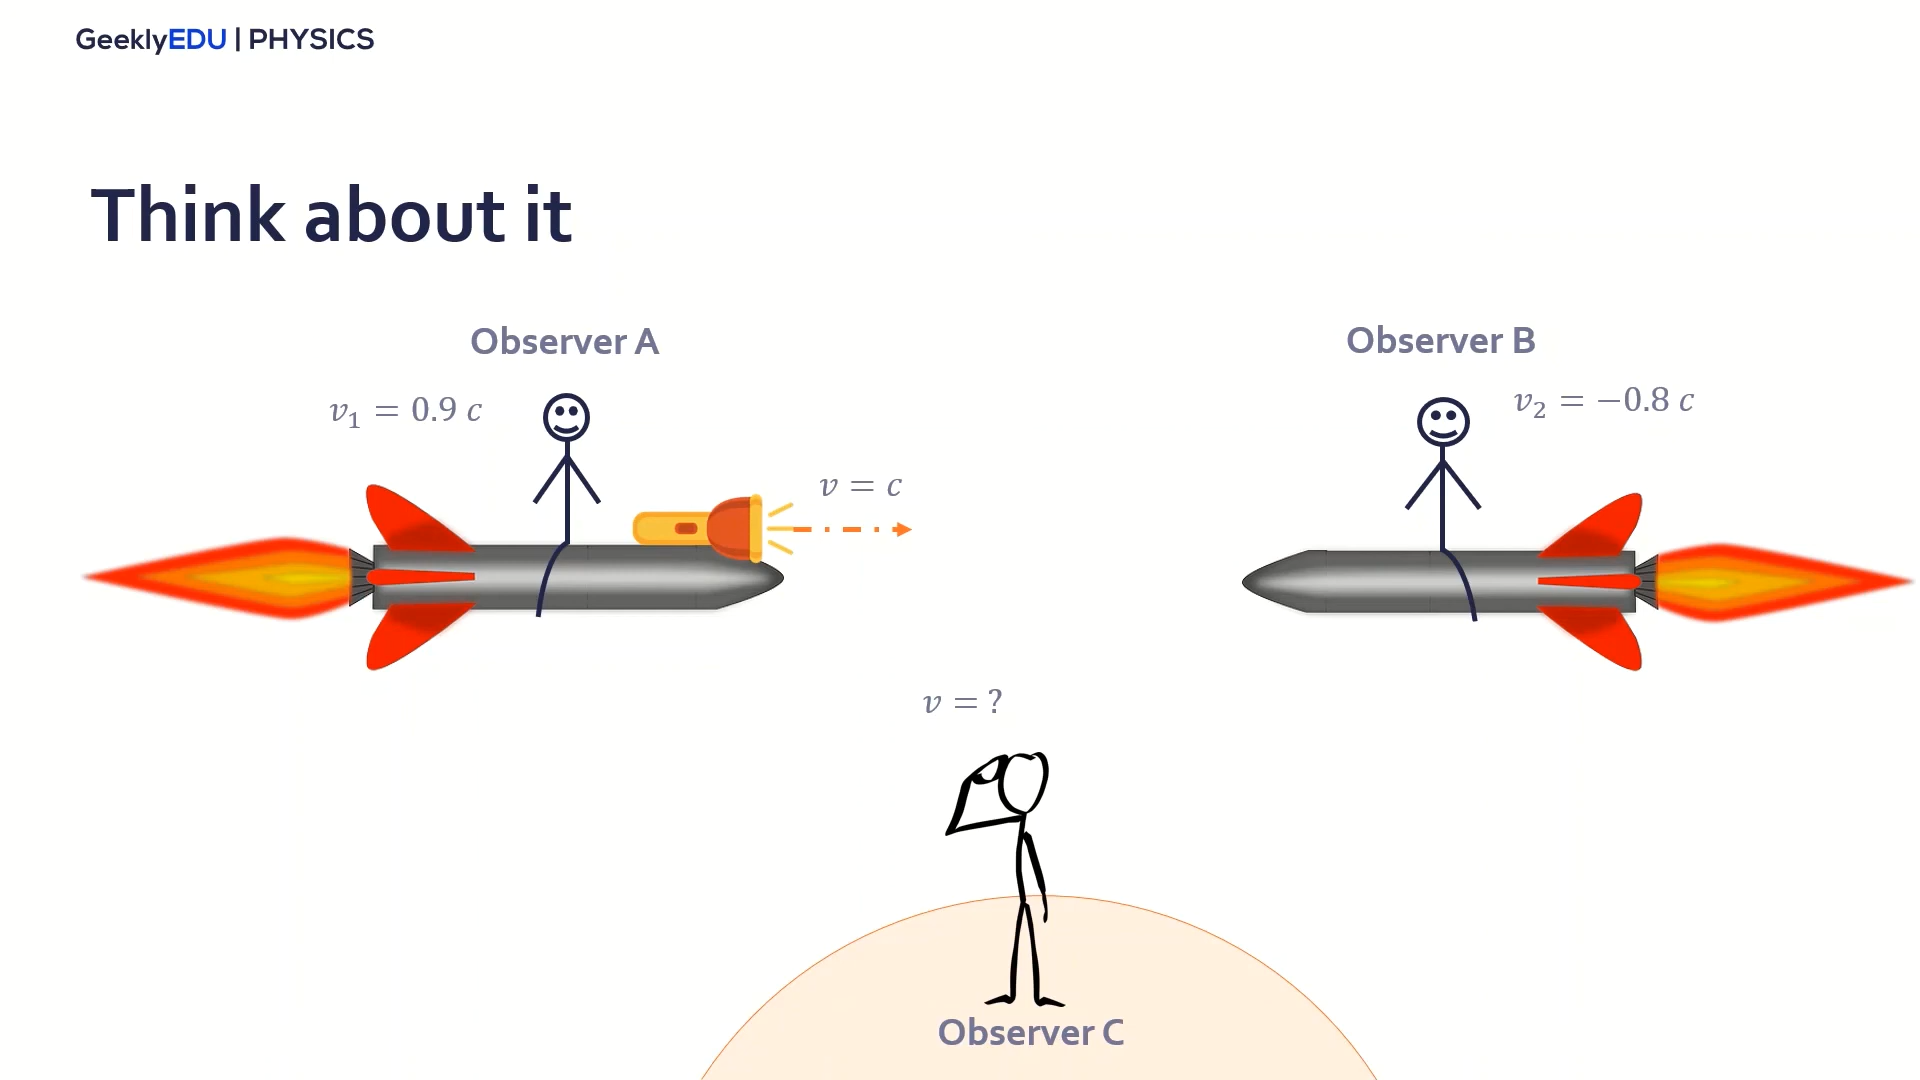 GeeklyEDU | PHYSICS
Think about it
Observer A
Observer B
v₁ = 0.9 c
v₂ = −0.8 c
v = c
v = ?
Observer C